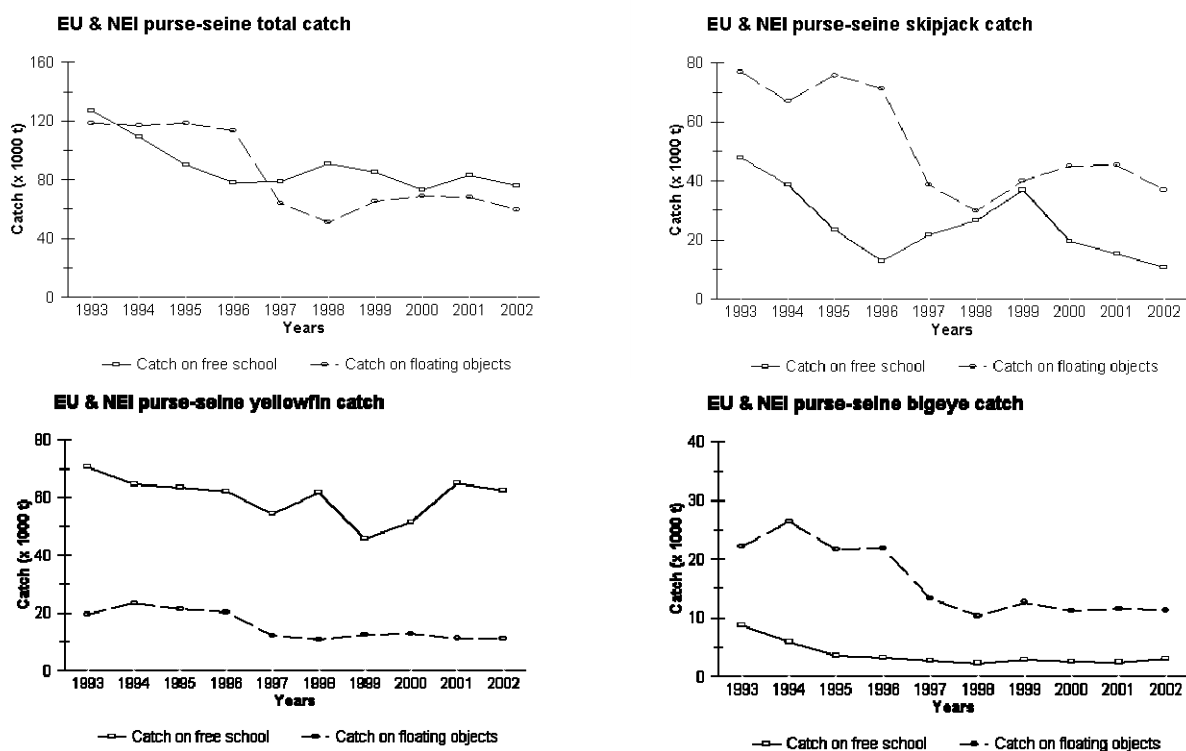 EU & NEI purse-seine total catch
160
120
80
40
0
Catch (x 1000 t)
1993 1994 1995 1996 1997 1998 1999 2000 2001 2002
Years
Catch on free school Catch on floating objects
EU & NEI purse-seine skipjack catch
80
60
40
20
0
Catch (x 1000 t)
1993 1994 1995 1996 1997 1998 1999 2000 2001 2002
Years
Catch on free school Catch on floating objects
EU & NEI purse-seine yellowfin catch
80
60
40
20
0
Catch (x 1000 t)
1993 1994 1995 1996 1997 1998 1999 2000 2001 2002
Years
Catch on free school Catch on floating objects
EU & NEI purse-seine bigeye catch
40
30
20
10
0
Catch (x 1000 t)
1993 1994 1995 1996 1997 1998 1999 2000 2001 2002
Years
Catch on free school Catch on floating objects